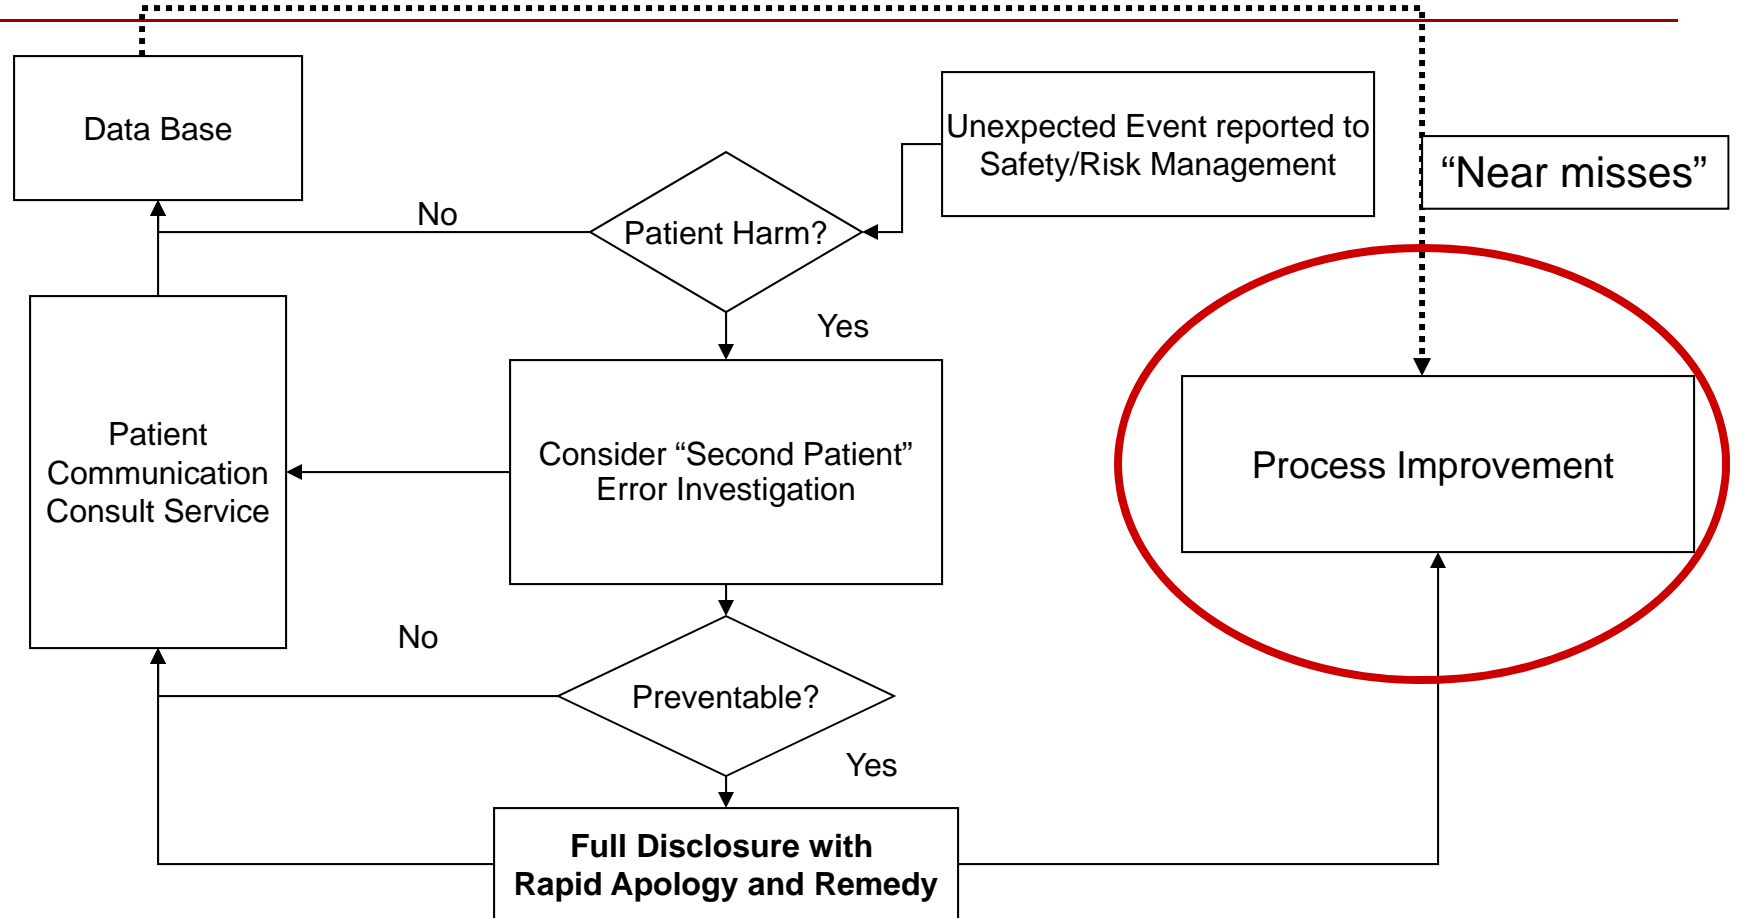 Data Base
Unexpected Event reported to
Safety/Risk Management
“Near misses”
No
Patient Harm?
Yes
Patient
Communication
Consult Service
Consider “Second Patient”
Error Investigation
Process Improvement
No
Preventable?
Yes
Full Disclosure with
Rapid Apology and Remedy